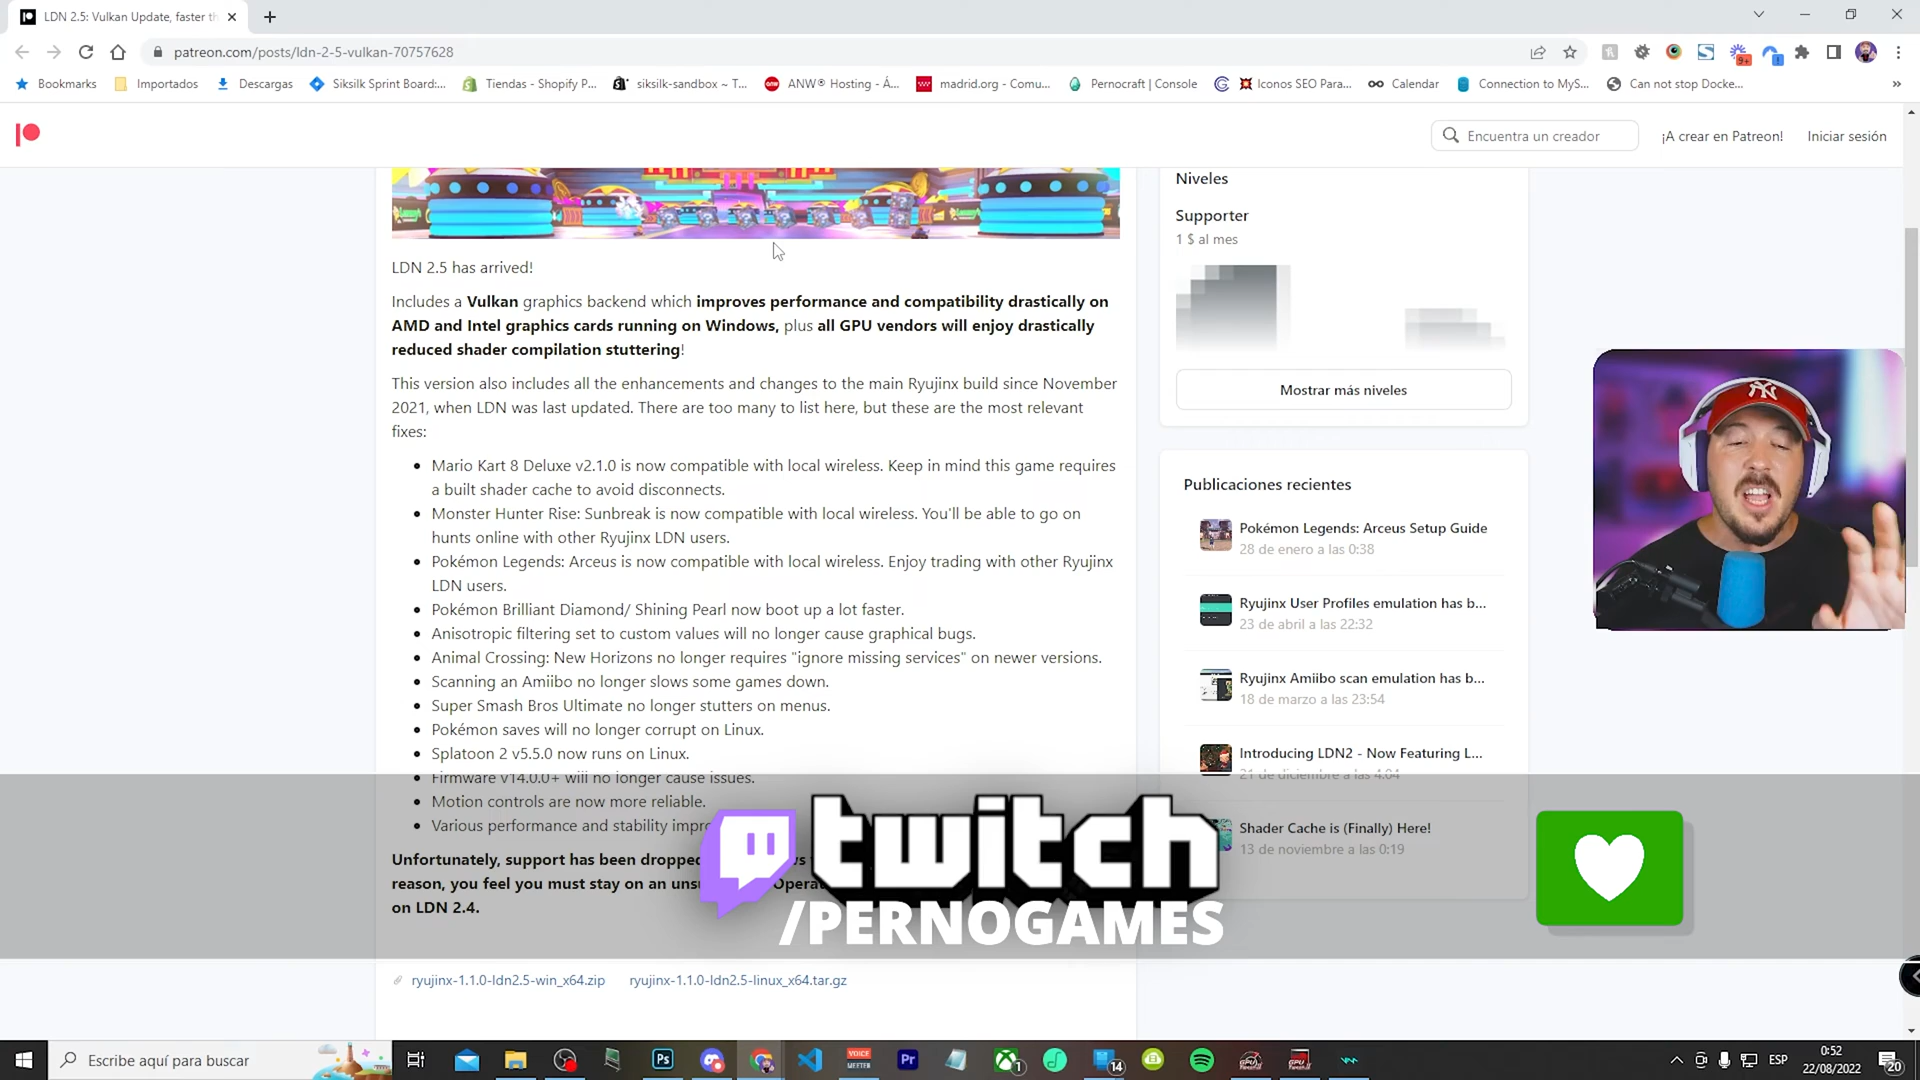 LDN 2.5: Vulkan Update, faster th
patreon.com/posts/ldn-2-5-vulkan-70757628
9+
Bookmarks
Importados
Descargas
Siksilk Sprint Board:...
Tiendas - Shopify P...
siksilk-sandbox ~ T...
ANW® Hosting - Á...
madrid.org - Comu...
Pernocraft | Console
Iconos SEO Para...
Calendar
Connection to MyS...
Can not stop Docke...
Encuentra un creador
¡A crear en Patreon!
Iniciar sesión
LDN 2.5 has arrived!
Includes a Vulkan graphics backend which improves performance and compatibility drastically on
AMD and Intel graphics cards running on Windows, plus all GPU vendors will enjoy drastically
reduced shader compilation stuttering!
This version also includes all the enhancements and changes to the main Ryujinx build since November
2021, when LDN was last updated. There are too many to list here, but these are the most relevant
fixes:
Mario Kart 8 Deluxe v2.1.0 is now compatible with local wireless. Keep in mind this game requires
a built shader cache to avoid disconnects.
Monster Hunter Rise: Sunbreak is now compatible with local wireless. You'll be able to go on
hunts online with other Ryujinx LDN users.
Pokémon Legends: Arceus is now compatible with local wireless. Enjoy trading with other Ryujinx
LDN users.
Pokémon Brilliant Diamond/ Shining Pearl now boot up a lot faster.
Anisotropic filtering set to custom values will no longer cause graphical bugs.
Animal Crossing: New Horizons no longer requires "ignore missing services" on newer versions.
Scanning an Amiibo no longer slows some games down.
Super Smash Bros Ultimate no longer stutters on menus.
Pokémon saves will no longer corrupt on Linux.
Splatoon 2 v5.5.0 now runs on Linux.
Firmware v14.0.0+ will no longer cause issues.
Motion controls are now more reliable.
Various performance and stability impro
Unfortunately, support has been dropped
reason, you feel you must stay on an uns Opera
on LDN 2.4.
ryujinx-1.1.0-ldn2.5-win_x64.zip
ryujinx-1.1.0-ldn2.5-linux_x64.tar.gz
Niveles
Supporter
1 $ al mes
Mostrar más niveles
Publicaciones recientes
Pokémon Legends: Arceus Setup Guide
28 de enero a las 0:38
Ryujinx User Profiles emulation has b...
23 de abril a las 22:32
Ryujinx Amiibo scan emulation has b...
18 de marzo a las 23:54
Introducing LDN2 - Now Featuring L...
21 de diciembre a las 4:04
Shader Cache is (Finally) Here!
13 de noviembre a las 0:19
twitch
/PERNOGAMES
Escribe aquí para buscar
Ps
VOICE
MEETER
Pr
1
14
ESP
0:52
22/08/2022
20